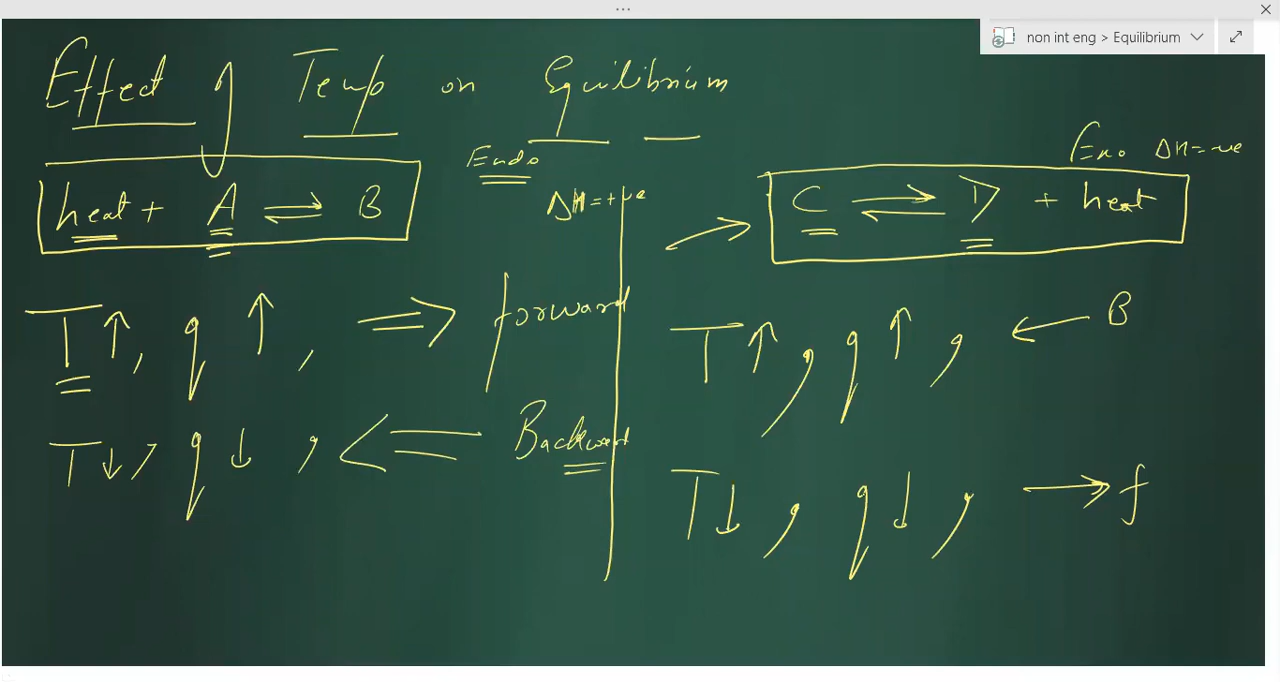 non int eng > Equilibrium
Effect of Temp on Equilibrium
Endo
heat + A ⇌ B
ΔH = +ve
T↑, q ↑, ⇒ forward
T↓, q ↓, ⇐ Backward
Exo ΔH = -ve
C ⇌ D + heat
T↑, q↑, ← B
T↓, q↓, → f